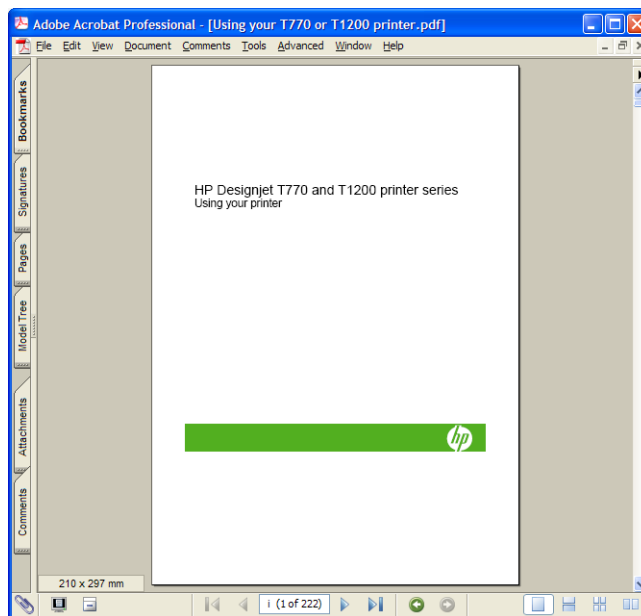 Adobe Acrobat Professional - [Using your T770 or T1200 printer.pdf]
File Edit View Document Comments Tools Advanced Window Help
Bookmarks
Signatures
Pages
Model Tree
Attachments
Comments
HP Designjet T770 and T1200 printer series
Using your printer
hp
210 x 297 mm
i (1 of 222)